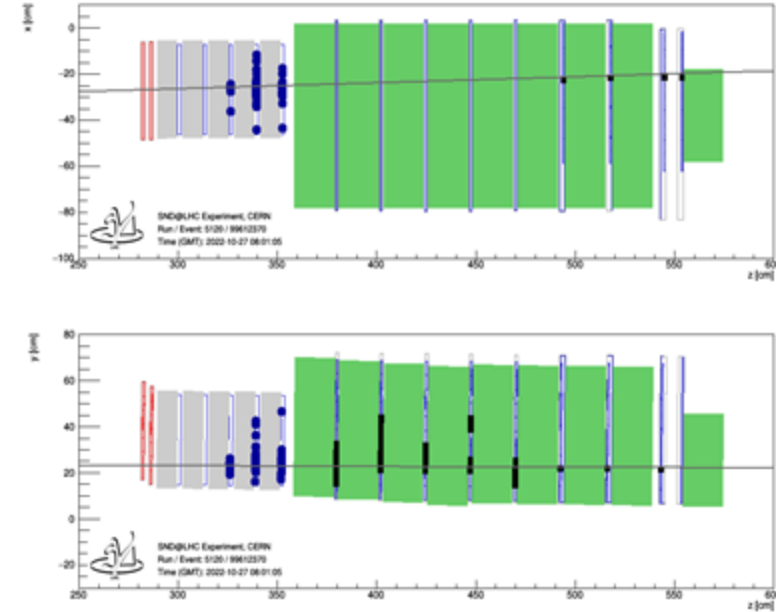 x [cm]
0
-20
-40
-60
-80
-100
SND@LHC Experiment, CERN
Run / Event: 5120 / 99612370
Time (GMT): 2022-10-27 08:01:05
250 300 350 400 450 500 550 600
z [cm]
y [cm]
80
60
40
20
0
-20
SND@LHC Experiment, CERN
Run / Event: 5120 / 99612370
Time (GMT): 2022-10-27 08:01:05
250 300 350 400 450 500 550
z [cm]